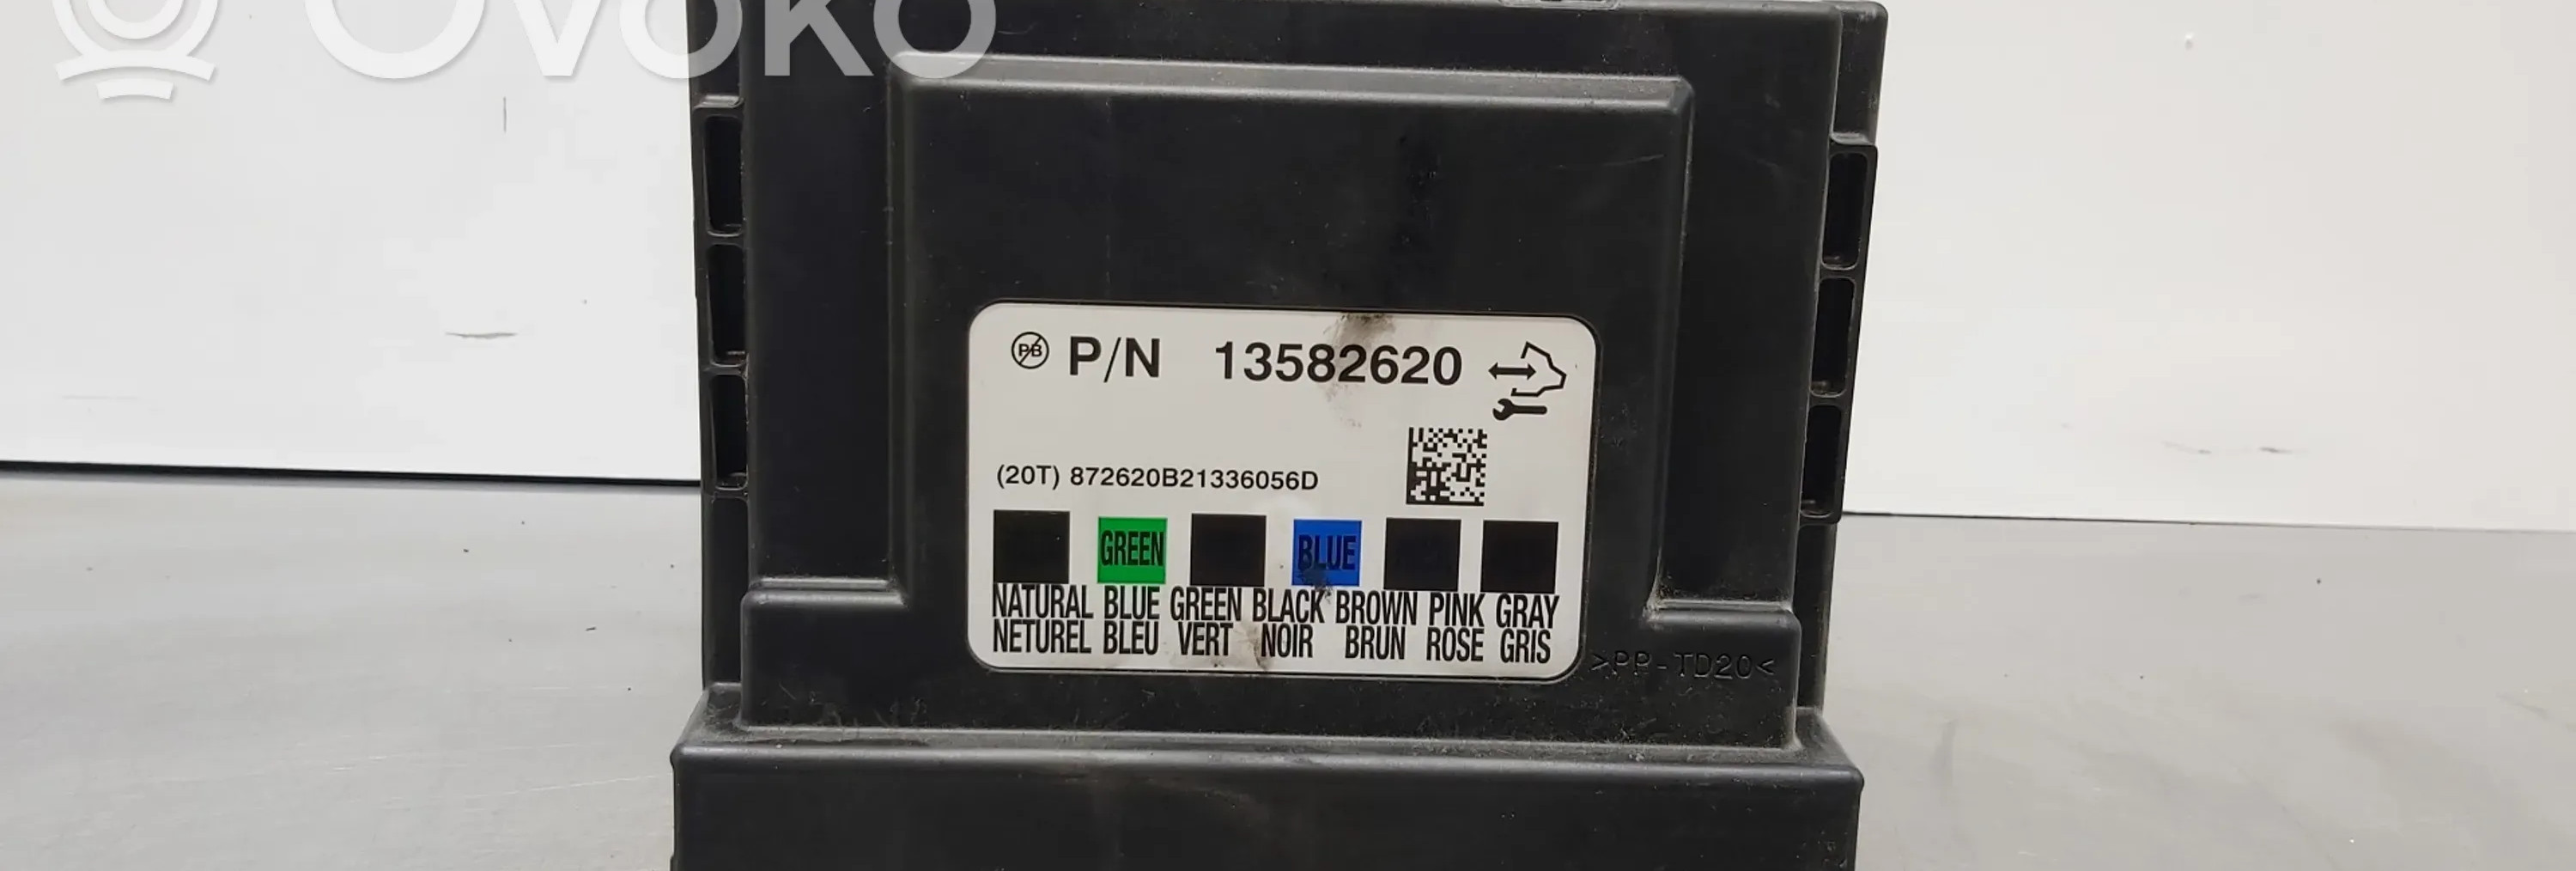 OVOKO
PB P/N 13582620
(20T) 872620B21336056D
GREEN BLUE
NATURAL BLUE GREEN BLACK BROWN PINK GRAY
NETUREL BLEU VERT NOIR BRUN ROSE GRIS
>PP-TD20<